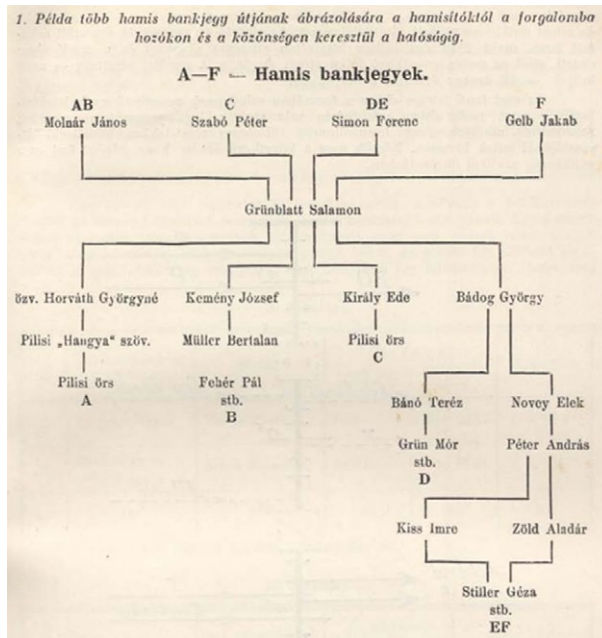 1. Példa több hamis bankjegy útjának ábrázolására a hamisítóktól a forgalomba
hozókon és a közönségen keresztül a hatóságig.
A—F — Hamis bankjegyek.
AB C DE F
Molnár János Szabó Péter Simon Ferenc Gelb Jakab
Grünblatt Salamon
özv. Horváth Györgyné Kemény József Király Ede Bádog György
Pilisi „Hangya" szöv. Müller Bertalan Pilisi örs
C
Pilisi örs Fehér Pál
A stb.
B
Bánó Teréz Novey Elek
Grün Mór Péter András
stb.
D
Kiss Imre Zöld Aladár
Stiller Géza
stb.
EF